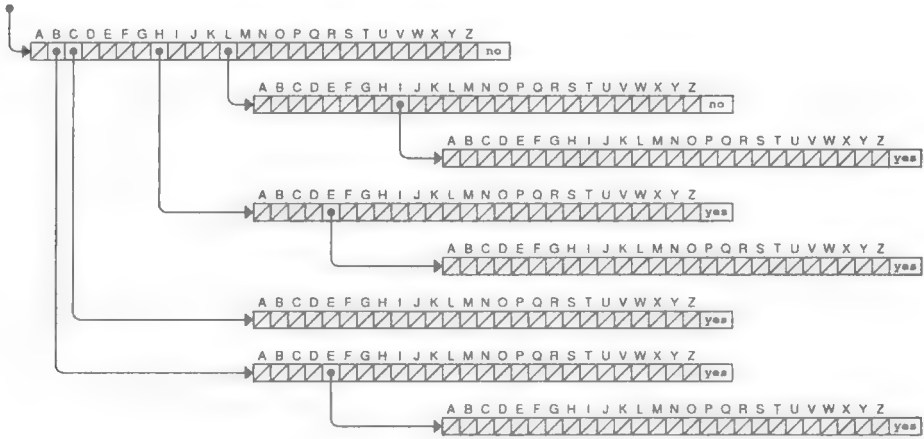 A B C D E F G H I J K L M N O P Q R S T U V W X Y Z
no
A B C D E F G H I J K L M N O P Q R S T U V W X Y Z
no
A B C D E F G H I J K L M N O P Q R S T U V W X Y Z
yes
A B C D E F G H I J K L M N O P Q R S T U V W X Y Z
yes
A B C D E F G H I J K L M N O P Q R S T U V W X Y Z
yes
A B C D E F G H I J K L M N O P Q R S T U V W X Y Z
yes
A B C D E F G H I J K L M N O P Q R S T U V W X Y Z
yes
A B C D E F G H I J K L M N O P Q R S T U V W X Y Z
yes